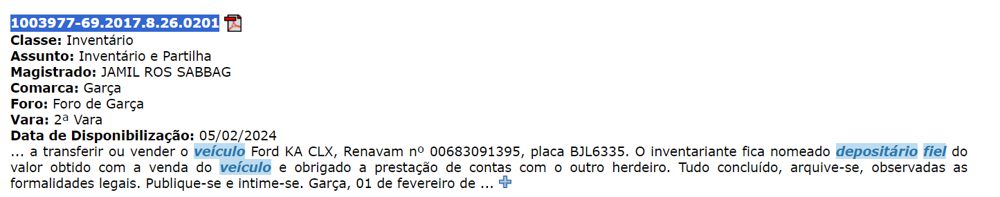 1003977-69.2017.8.26.0201
Classe: Inventário
Assunto: Inventário e Partilha
Magistrado: JAMIL ROS SABBAG
Comarca: Garça
Foro: Foro de Garça
Vara: 2ª Vara
Data de Disponibilização: 05/02/2024
... a transferir ou vender o veículo Ford KA CLX, Renavam nº 00683091395, placa BJL6335. O inventariante fica nomeado depositário fiel do
valor obtido com a venda do veículo e obrigado a prestação de contas com o outro herdeiro. Tudo concluído, arquive-se, observadas as
formalidades legais. Publique-se e intime-se. Garça, 01 de fevereiro de ...